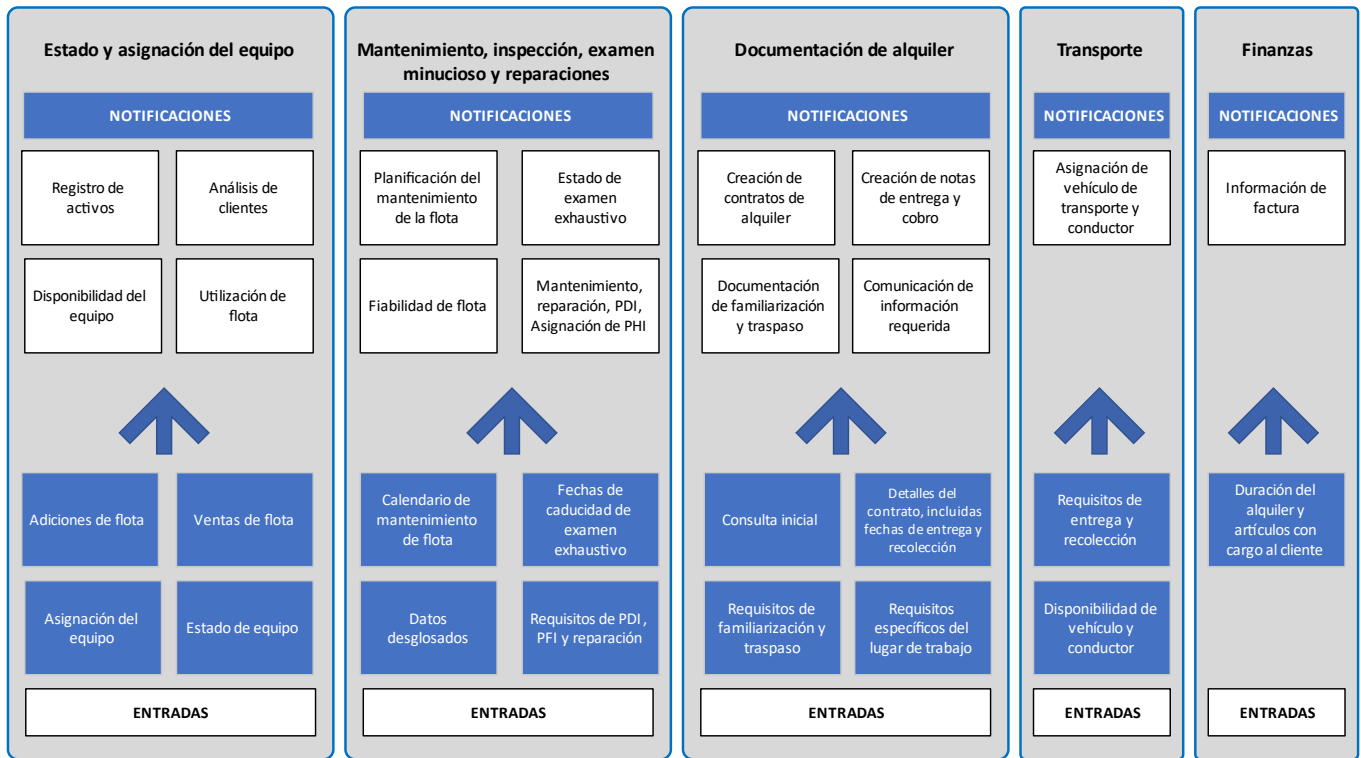 Estado y asignación del equipo
NOTIFICACIONES
Registro de
activos
Análisis de
clientes
Disponibilidad del
equipo
Utilización de
flota
Adiciones de flota
Ventas de flota
Asignación del
equipo
Estado de equipo
ENTRADAS
Mantenimiento, inspección, examen
minucioso y reparaciones
NOTIFICACIONES
Planificación del
mantenimiento
de la flota
Estado de
examen
exhaustivo
Fiabilidad de flota
Mantenimiento,
reparación, PDI,
Asignación de PHI
Calendario de
mantenimiento
de flota
Fechas de
caducidad de
examen
exhaustivo
Datos
desglosados
Requisitos de PDI,
PFI y reparación
ENTRADAS
Documentación de alquiler
NOTIFICACIONES
Creación de
contratos de
alquiler
Creación de notas
de entrega y
cobro
Documentación
de familiarización
y traspaso
Comunicación de
información
requerida
Consulta inicial
Detalles del
contrato, incluidas
fechas de entrega y
recolección
Requisitos de
familiarización y
traspaso
Requisitos
específicos del
lugar de trabajo
ENTRADAS
Transporte
NOTIFICACIONES
Asignación de
vehículo de
transporte y
conductor
Requisitos de
entrega y
recolección
Disponibilidad de
vehículo y
conductor
ENTRADAS
Finanzas
NOTIFICACIONES
Información de
factura
Duración del
alquiler y
artículos con
cargo al cliente
ENTRADAS